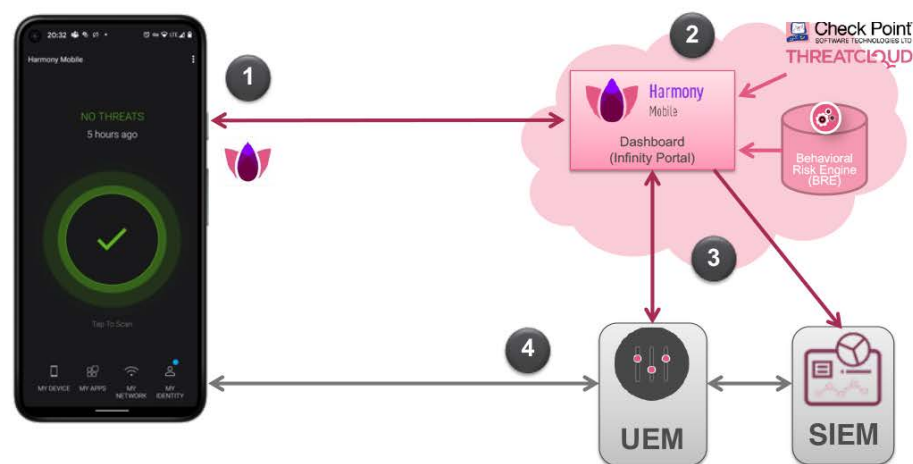 20:32
Harmony Mobile
NO THREATS
5 hours ago
Tap To Scan
MY DEVICE
MY APPS
MY
NETWORK
MY
IDENTITY
1
2
Check Point
SOFTWARE TECHNOLOGIES LTD
THREATCLOUD
Harmony
Mobile
Dashboard
(Infinity Portal)
Behavioral
Risk Engine
(BRE)
3
4
UEM
SIEM